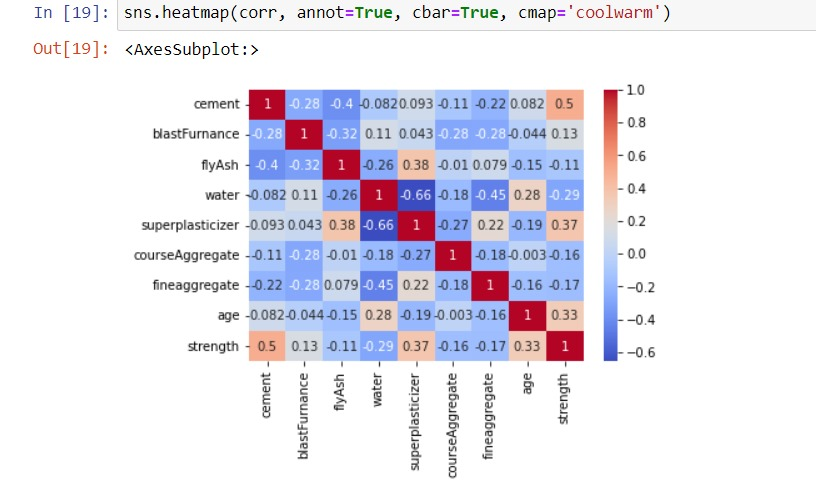 In [19]: sns.heatmap(corr, annot=True, cbar=True, cmap='coolwarm')
Out[19]: <AxesSubplot:>
cement 1 -0.28 -0.4 -0.082 0.093 -0.11 -0.22 0.082 0.5
blastFurnance -0.28 1 -0.32 0.11 0.043 -0.28 -0.28 -0.044 0.13
flyAsh -0.4 -0.32 1 -0.26 0.38 -0.01 0.079 -0.15 -0.11
water -0.082 0.11 -0.26 1 -0.66 -0.18 -0.45 0.28 -0.29
superplasticizer -0.093 0.043 0.38 -0.66 1 -0.27 0.22 -0.19 0.37
courseAggregate -0.11 -0.28 -0.01 -0.18 -0.27 1 -0.18 -0.003 -0.16
fineaggregate -0.22 -0.28 0.079 -0.45 0.22 -0.18 1 -0.16 -0.17
age -0.082 -0.044 -0.15 0.28 -0.19 -0.003 -0.16 1 0.33
strength 0.5 0.13 -0.11 -0.29 0.37 -0.16 -0.17 0.33 1
cement
blastFurnance
flyAsh
water
superplasticizer
courseAggregate
fineaggregate
age
strength
1.0
0.8
0.6
0.4
0.2
0.0
−0.2
−0.4
−0.6